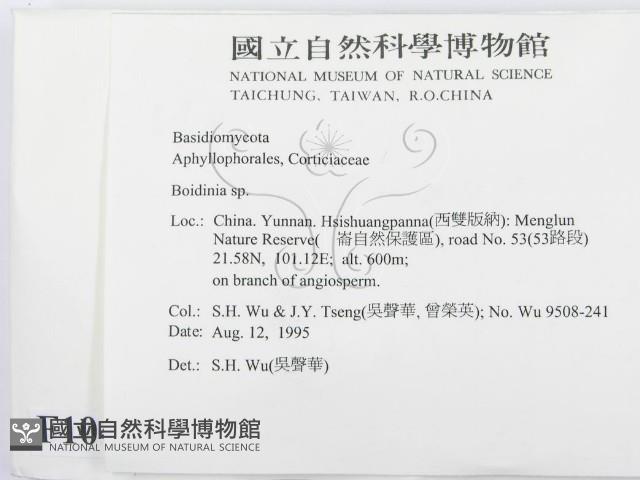 國立自然科學博物館
NATIONAL MUSEUM OF NATURAL SCIENCE
TAICHUNG, TAIWAN, R.O.CHINA
Basidiomycota
Aphyllophorales, Corticiaceae
Boidinia sp.
Loc.: China. Yunnan. Hsishuangpanna(西雙版納): Menglun
Nature Reserve( 崙自然保護區), road No. 53(53路段)
21.58N, 101.12E; alt. 600m;
on branch of angiosperm.
Col.: S.H. Wu & J.Y. Tseng(吳聲華, 曾榮英); No. Wu 9508-241
Date: Aug. 12, 1995
Det.: S.H. Wu(吳聲華)
F10
國立自然科學博物館
NATIONAL MUSEUM OF NATURAL SCIENCE